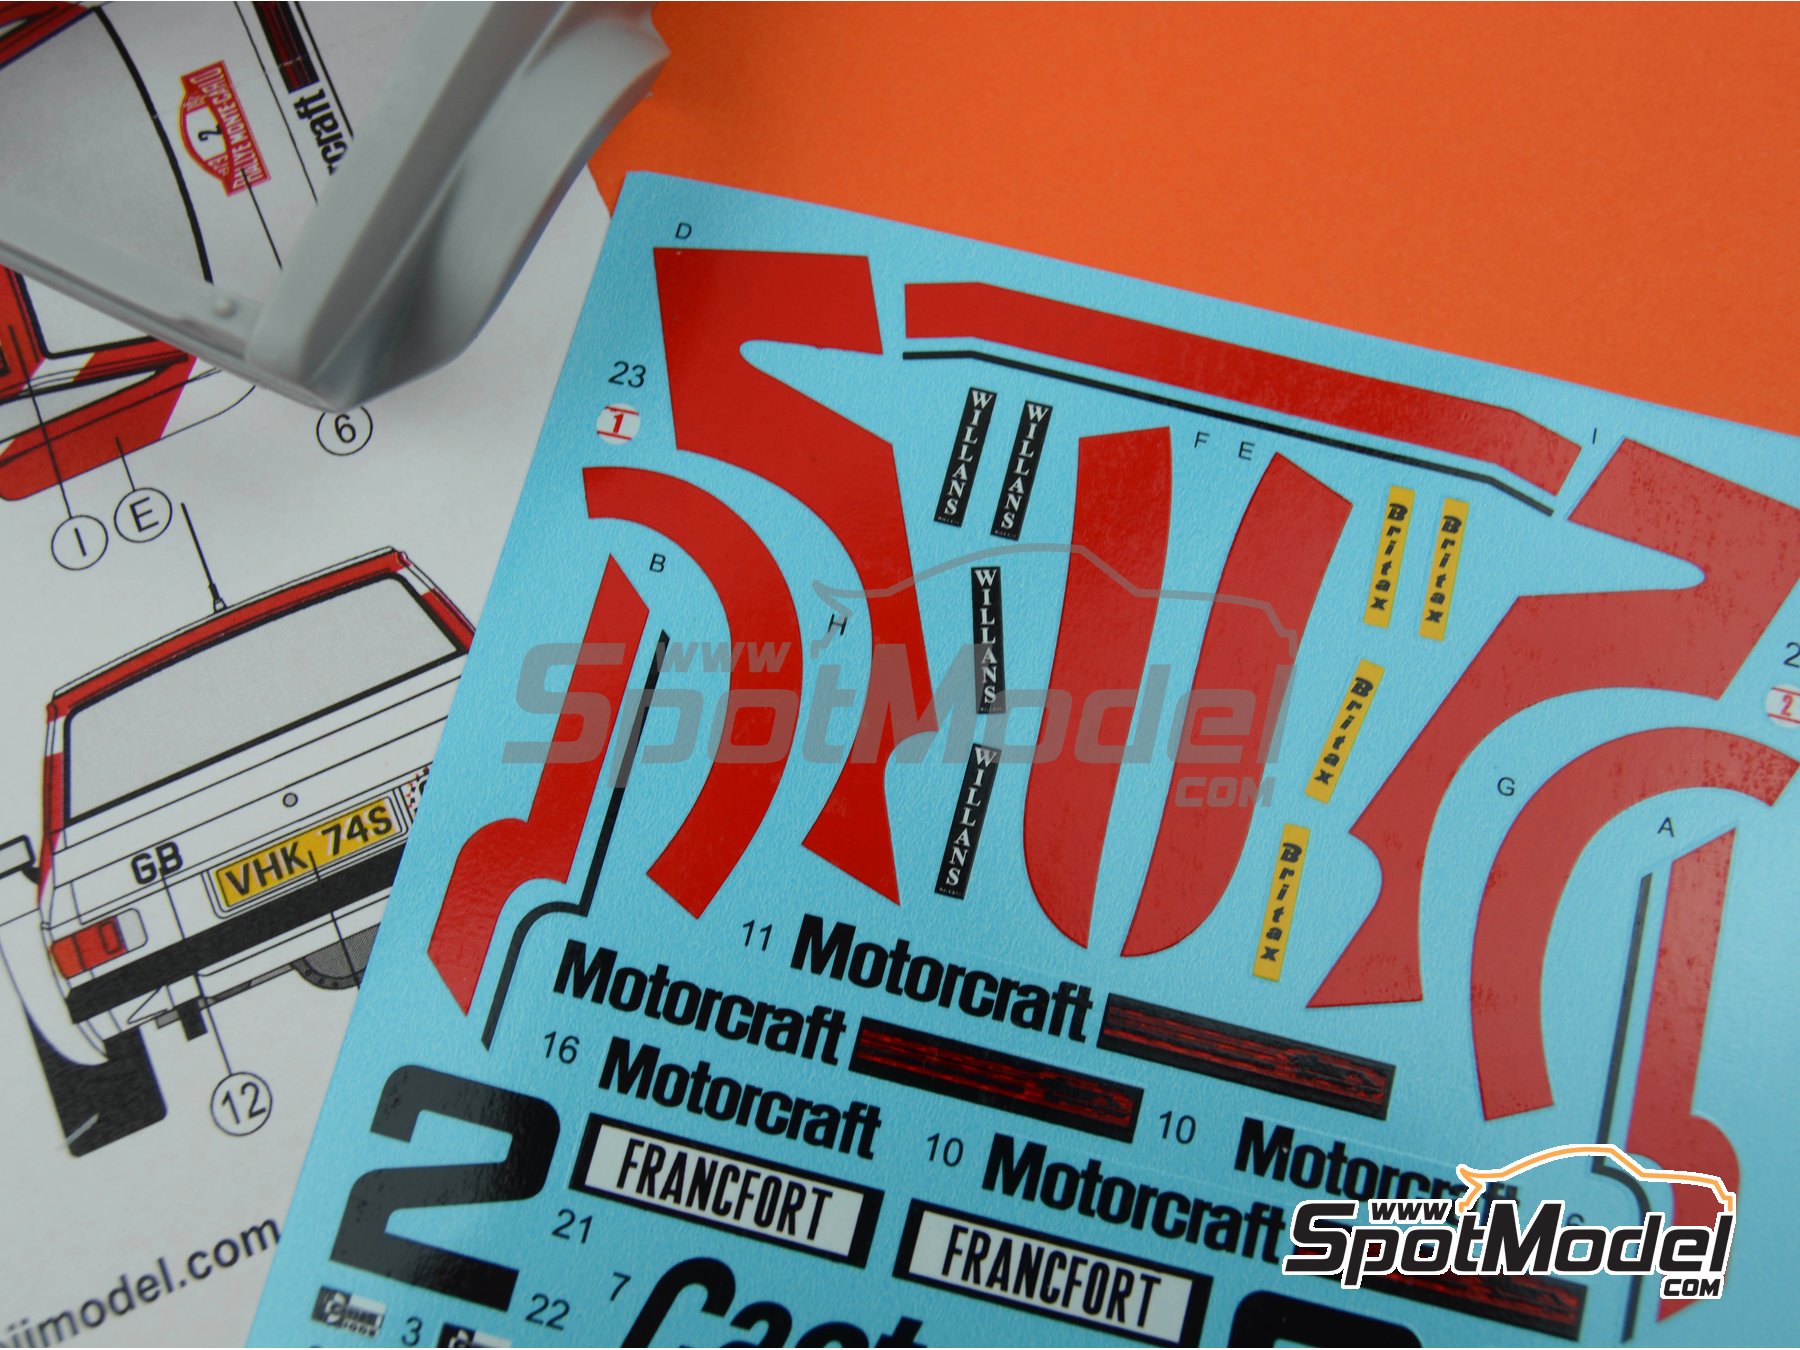 craft
2
RALLYE MONTE-CARLO
6
I
E
GB
VHK 74S
12
jimodel.com
D
23
1
B
H
WILLANS
WILLANS
WILLANS
WILLANS
F
E
I
Britax
Britax
Britax
Britax
2
2
G
A
www
SpotModel
.COM
11
Motorcraft
Motorcraft
16
Motorcraft
10
10
Motorcraft
Motorcraft
2
FRANCFORT
FRANCFORT
21
22
7
3
Cast
www
SpotModel
.COM